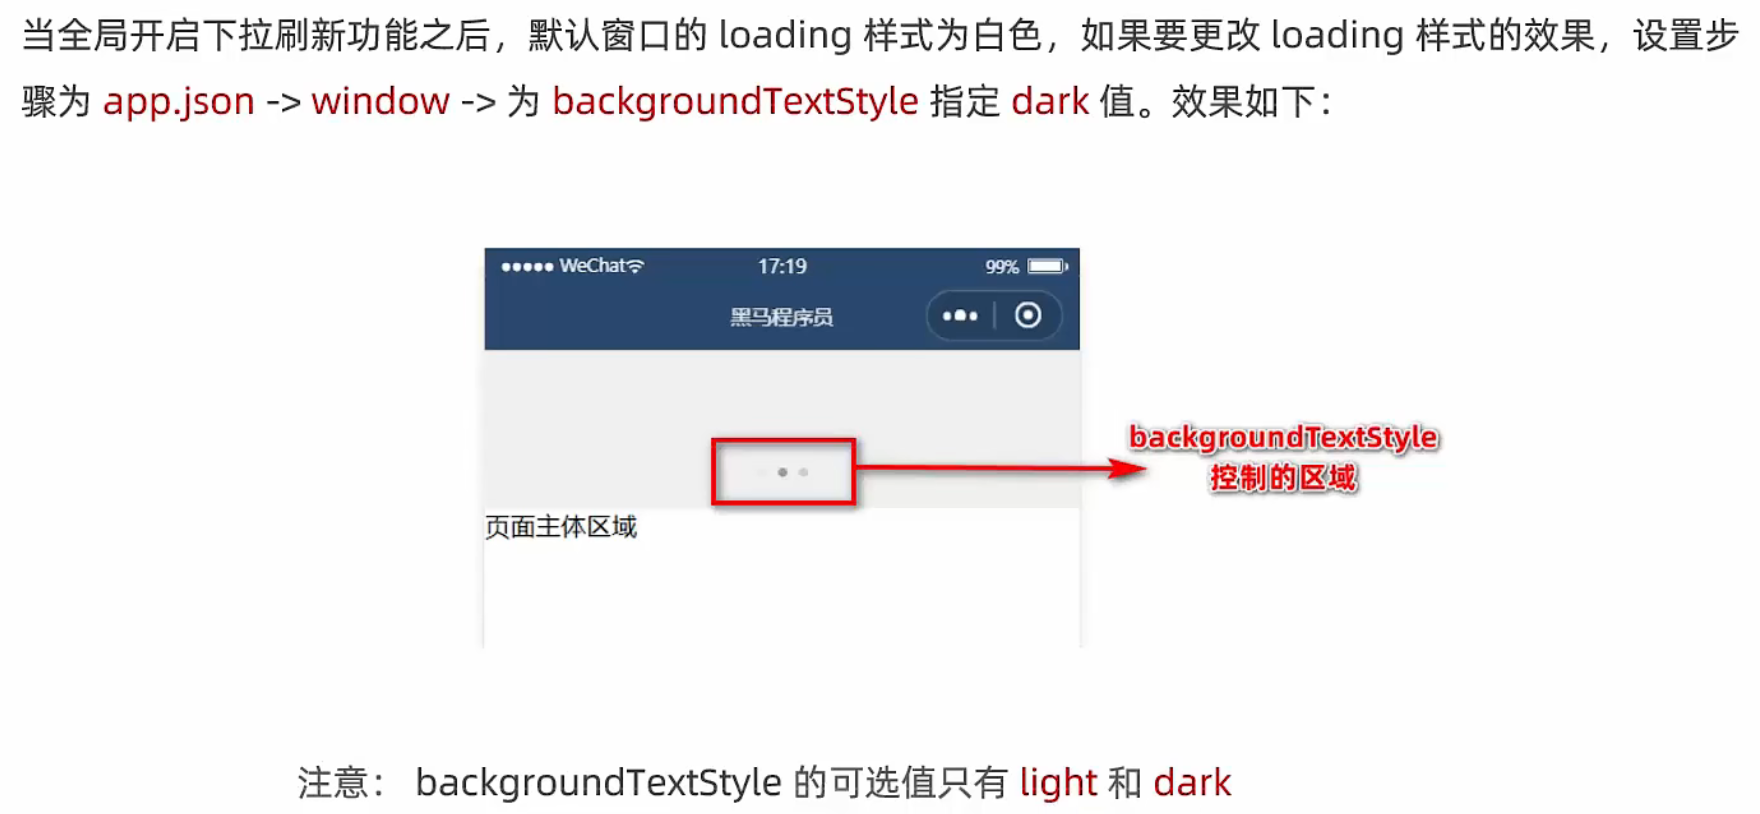 当全局开启下拉刷新功能之后，默认窗口的 loading 样式为白色，如果要更改 loading 样式的效果，设置步
骤为 app.json -> window -> 为 backgroundTextStyle 指定 dark 值。效果如下：
WeChat 17:19 99%
黑马程序员
backgroundTextStyle
控制的区域
页面主体区域
注意： backgroundTextStyle 的可选值只有 light 和 dark